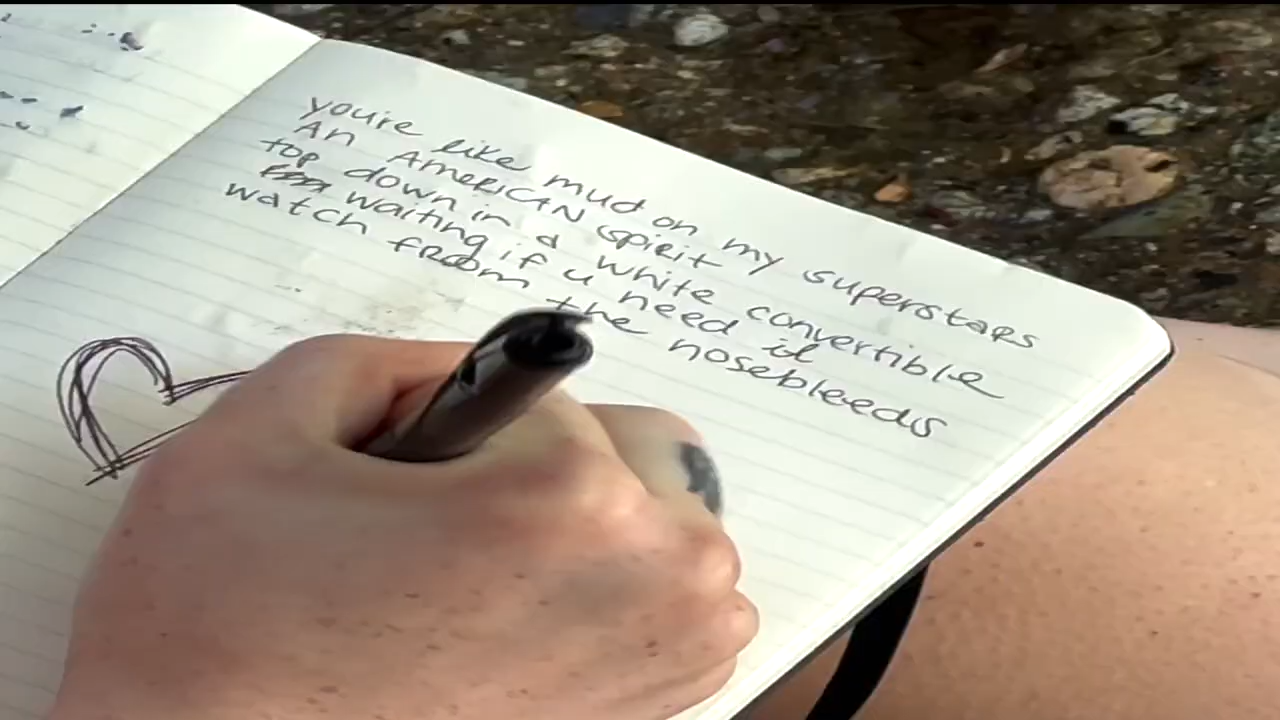 youre like mud on my superstars
An AMERICAN spirit
top down in a white convertible
waiting if u need it
watch from the nosebleeds